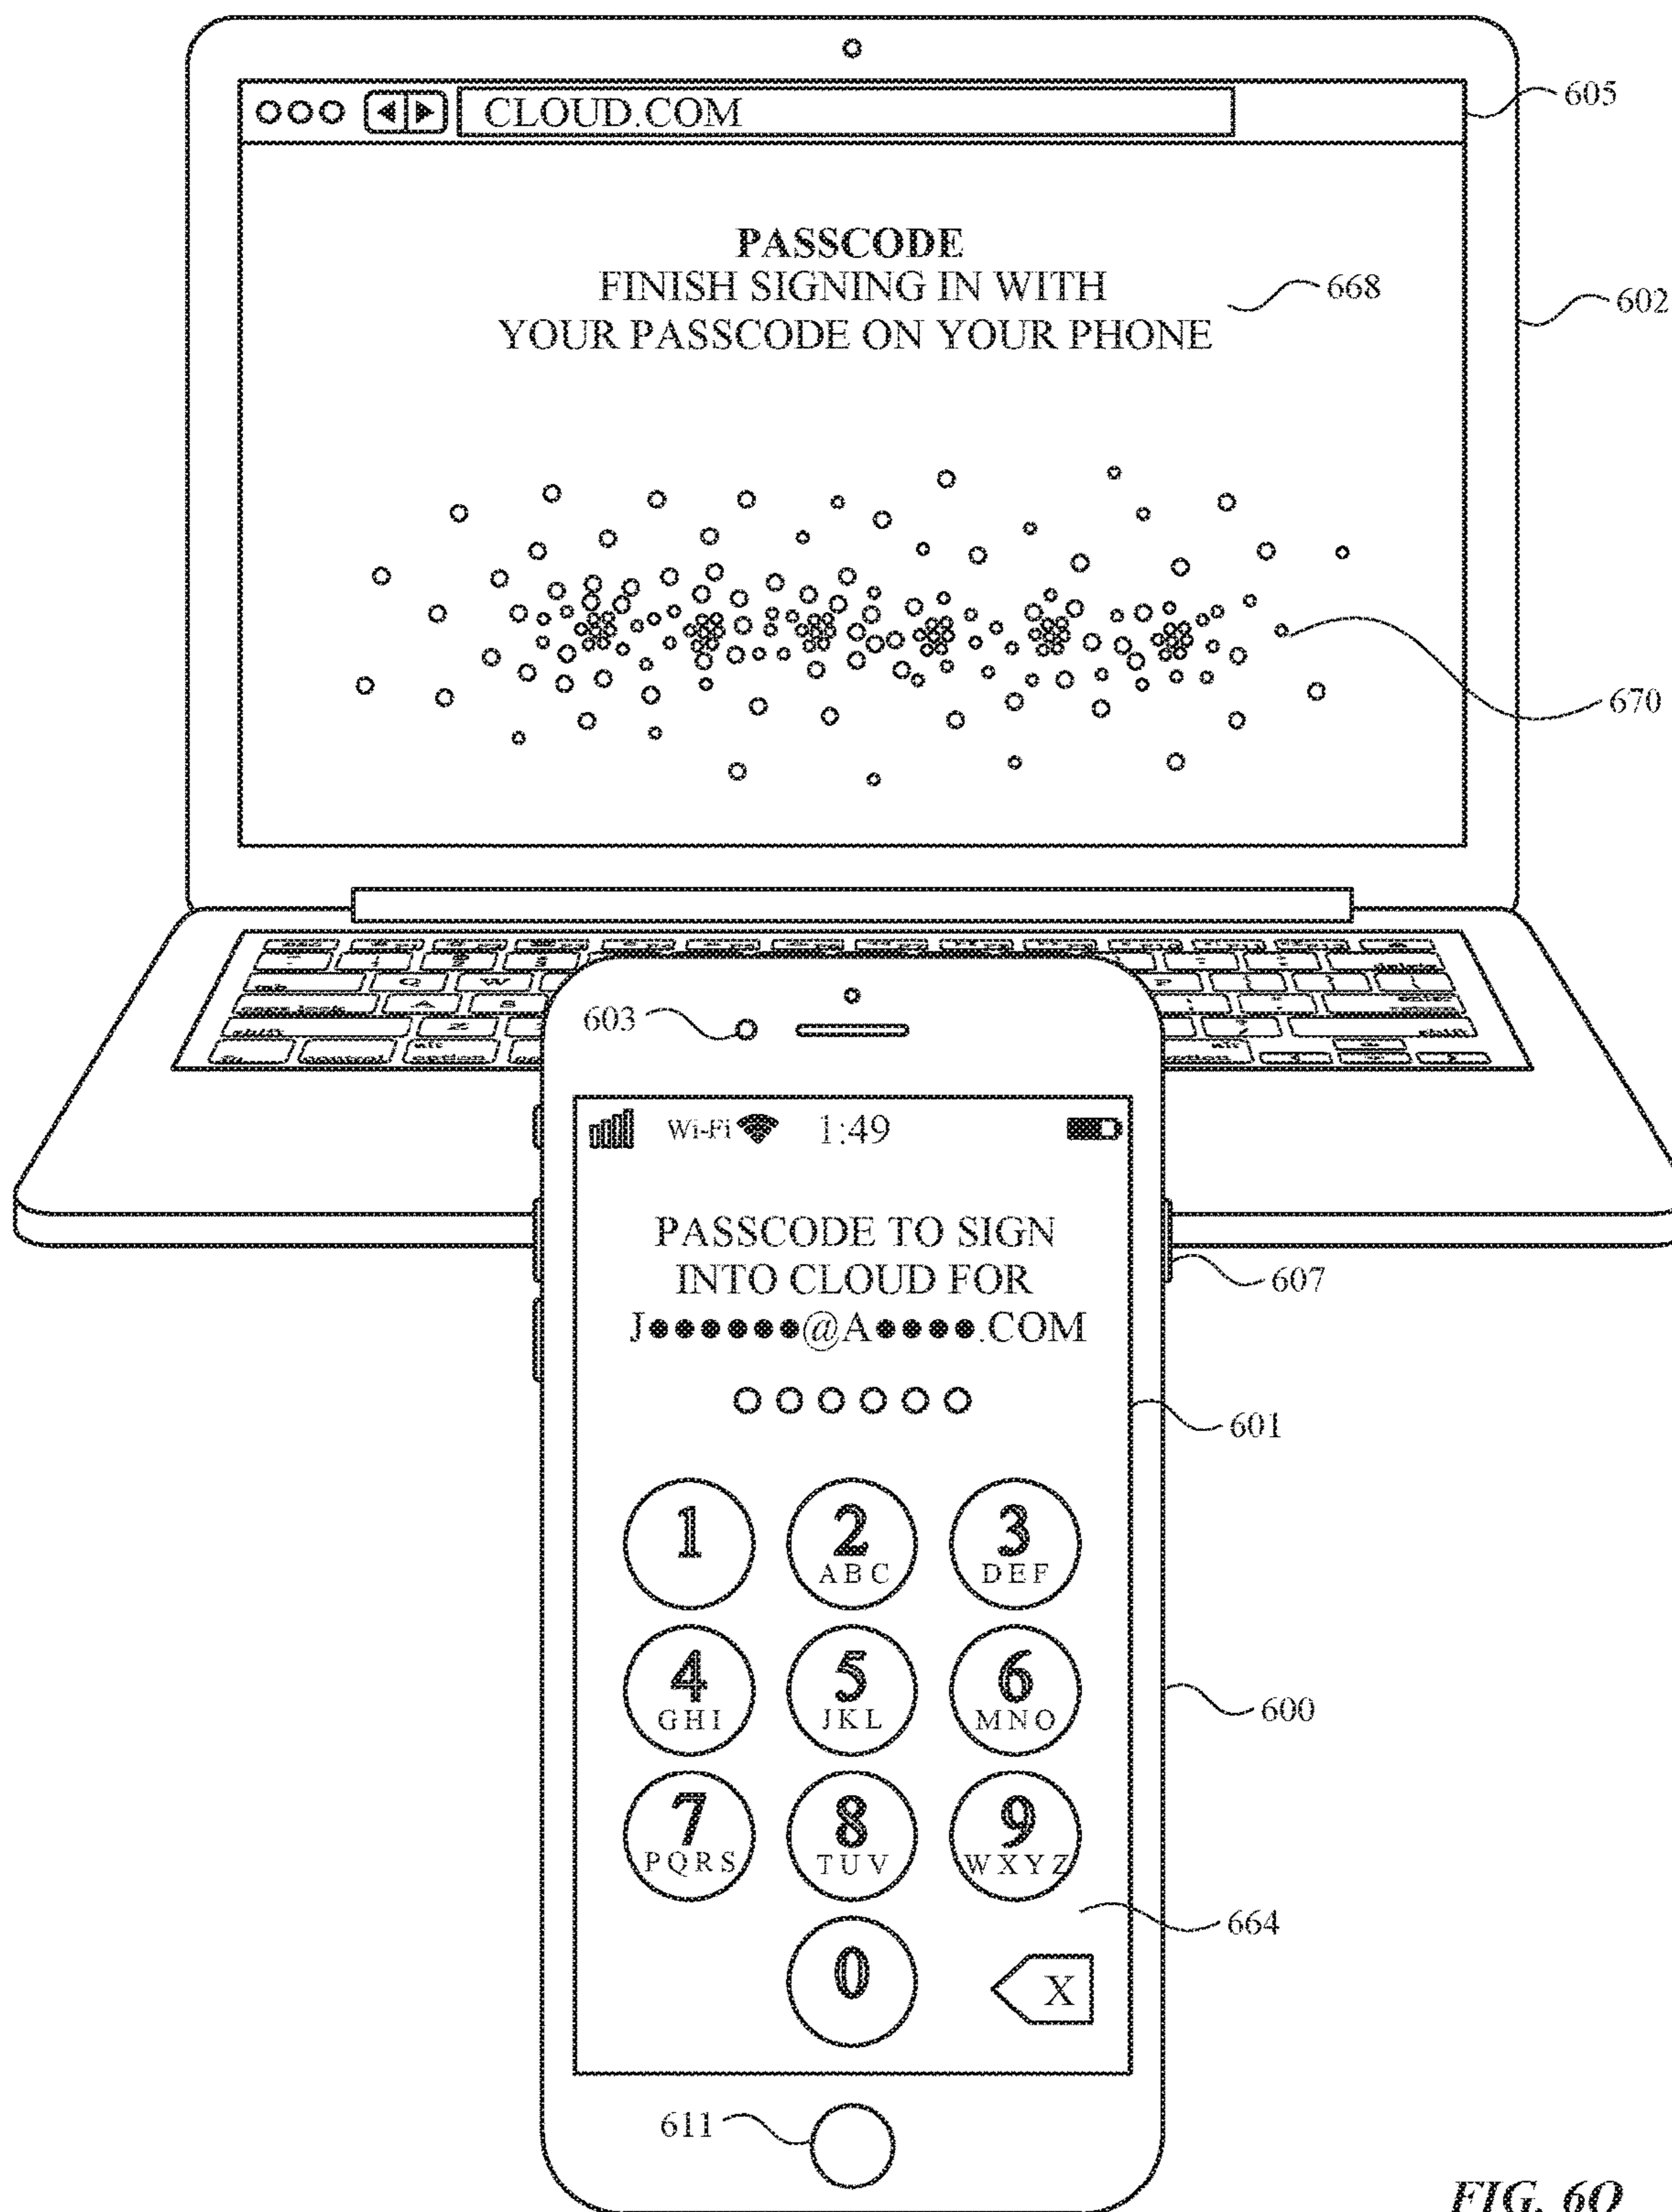 CLOUD.COM
605
PASSCODE
FINISH SIGNING IN WITH
YOUR PASSCODE ON YOUR PHONE
668
602
670
Q W
A S
Z
603
Wi-Fi 1:49
PASSCODE TO SIGN
INTO CLOUD FOR
J●●●●●●@A●●●●.COM
607
601
1
2
ABC
3
DEF
4
GHI
5
JKL
6
MNO
600
7
PQRS
8
TUV
9
WXYZ
664
0
X
611
FIG. 6Q